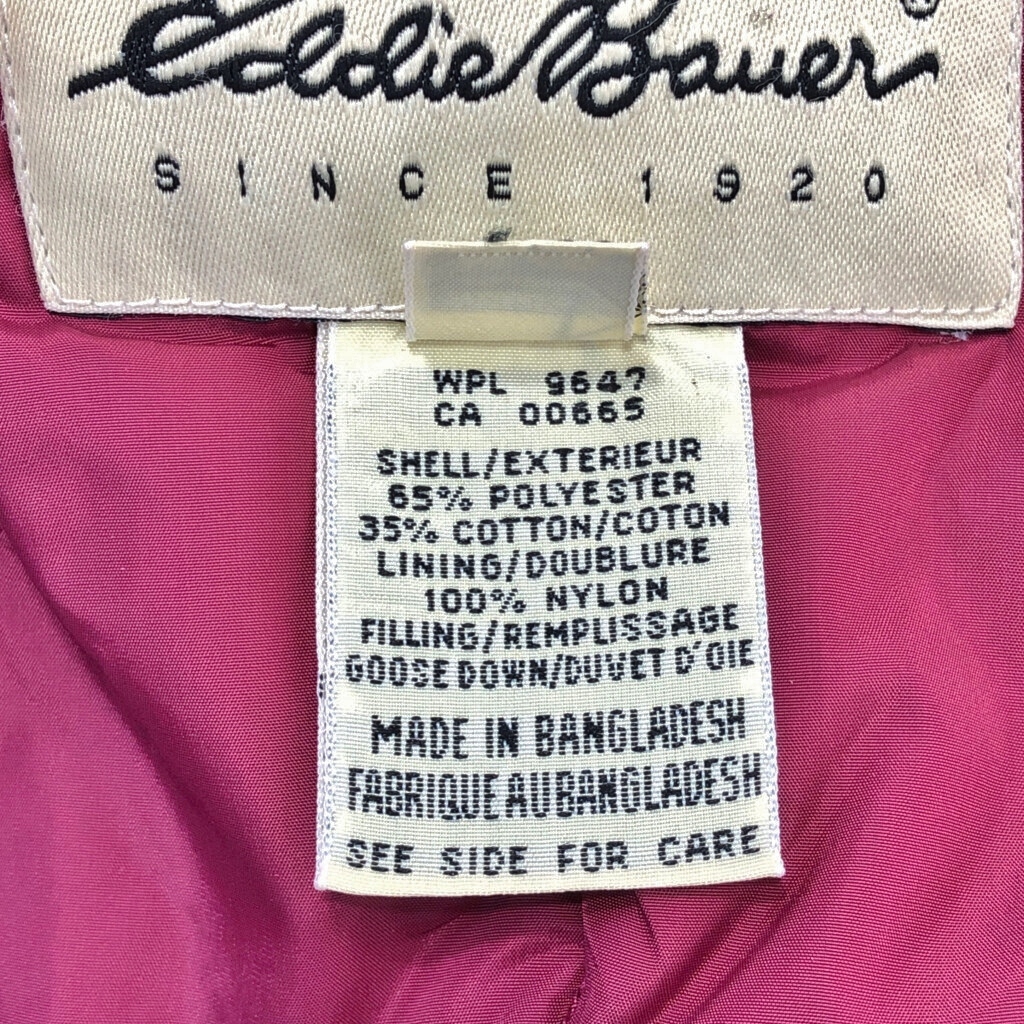 Eddie Bauer®
SINCE 1920
WPL 9647
CA 00665
SHELL/EXTERIEUR
65% POLYESTER
35% COTTON/COTON
LINING/DOUBLURE
100% NYLON
FILLING/REMPLISSAGE
GOOSE DOWN/DUVET D'OIE
MADE IN BANGLADESH
FABRIQUE AU BANGLADESH
SEE SIDE FOR CARE